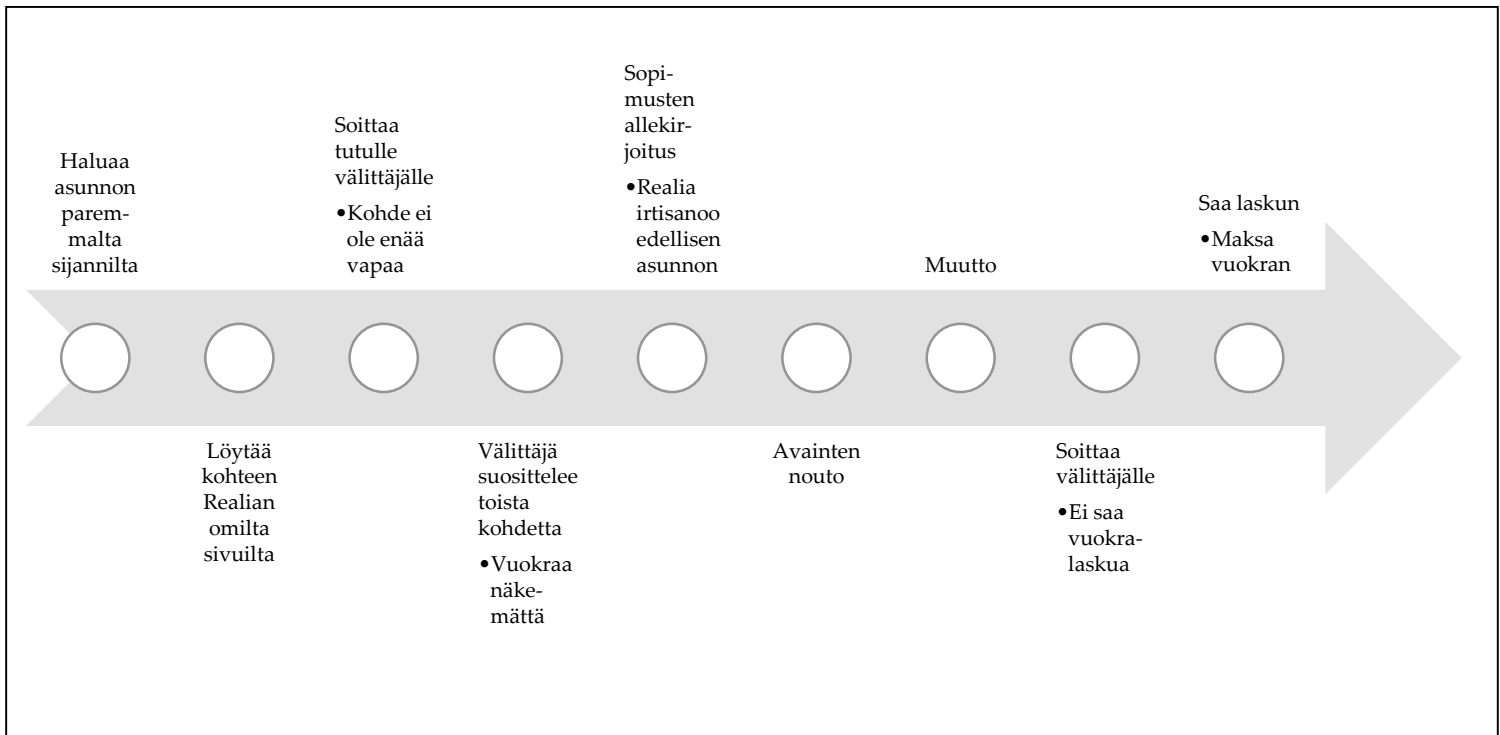 Haluaa
asunnon
parem-
malta
sijannilta
Löytää
kohteen
Realian
omilta
sivuilta
Soittaa
tutulle
välittäjälle
•Kohde ei
ole enää
vapaa
Välittäjä
suosittelee
toista
kohdetta
•Vuokraa
näke-
mättä
Sopi-
musten
allekir-
joitus
•Realia
irtisanoo
edellisen
asunnon
Avainten
nouto
Muutto
Soittaa
välittäjälle
•Ei saa
vuokra-
laskua
Saa laskun
•Maksa
vuokran